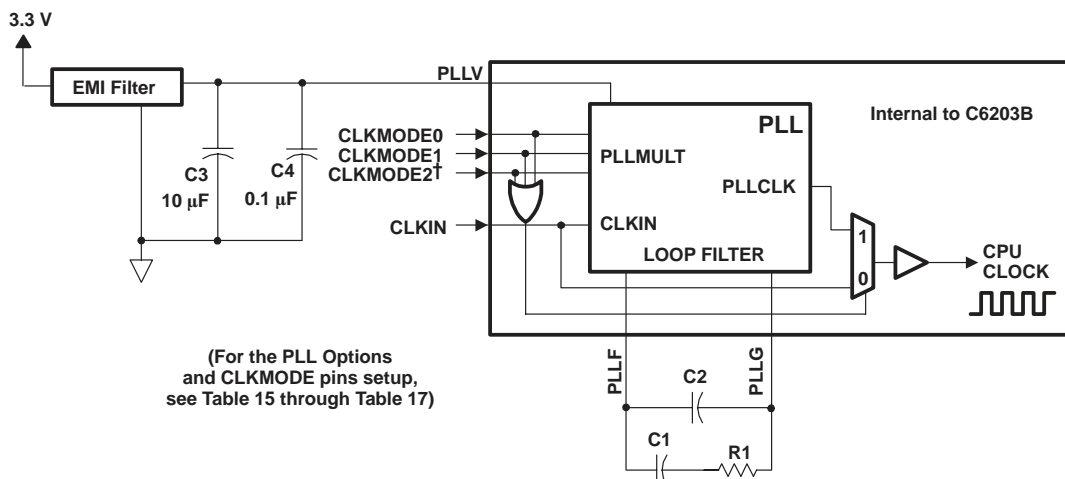 3.3 V
EMI Filter
PLLV
C3
10 μF
C4
0.1 μF
CLKMODE0
CLKMODE1
CLKMODE2†
CLKIN
PLL
PLLMULT
PLLCLK
CLKIN
LOOP FILTER
Internal to C6203B
1
0
CPU
CLOCK
(For the PLL Options
and CLKMODE pins setup,
see Table 15 through Table 17)
PLLF
PLLG
C2
C1
R1